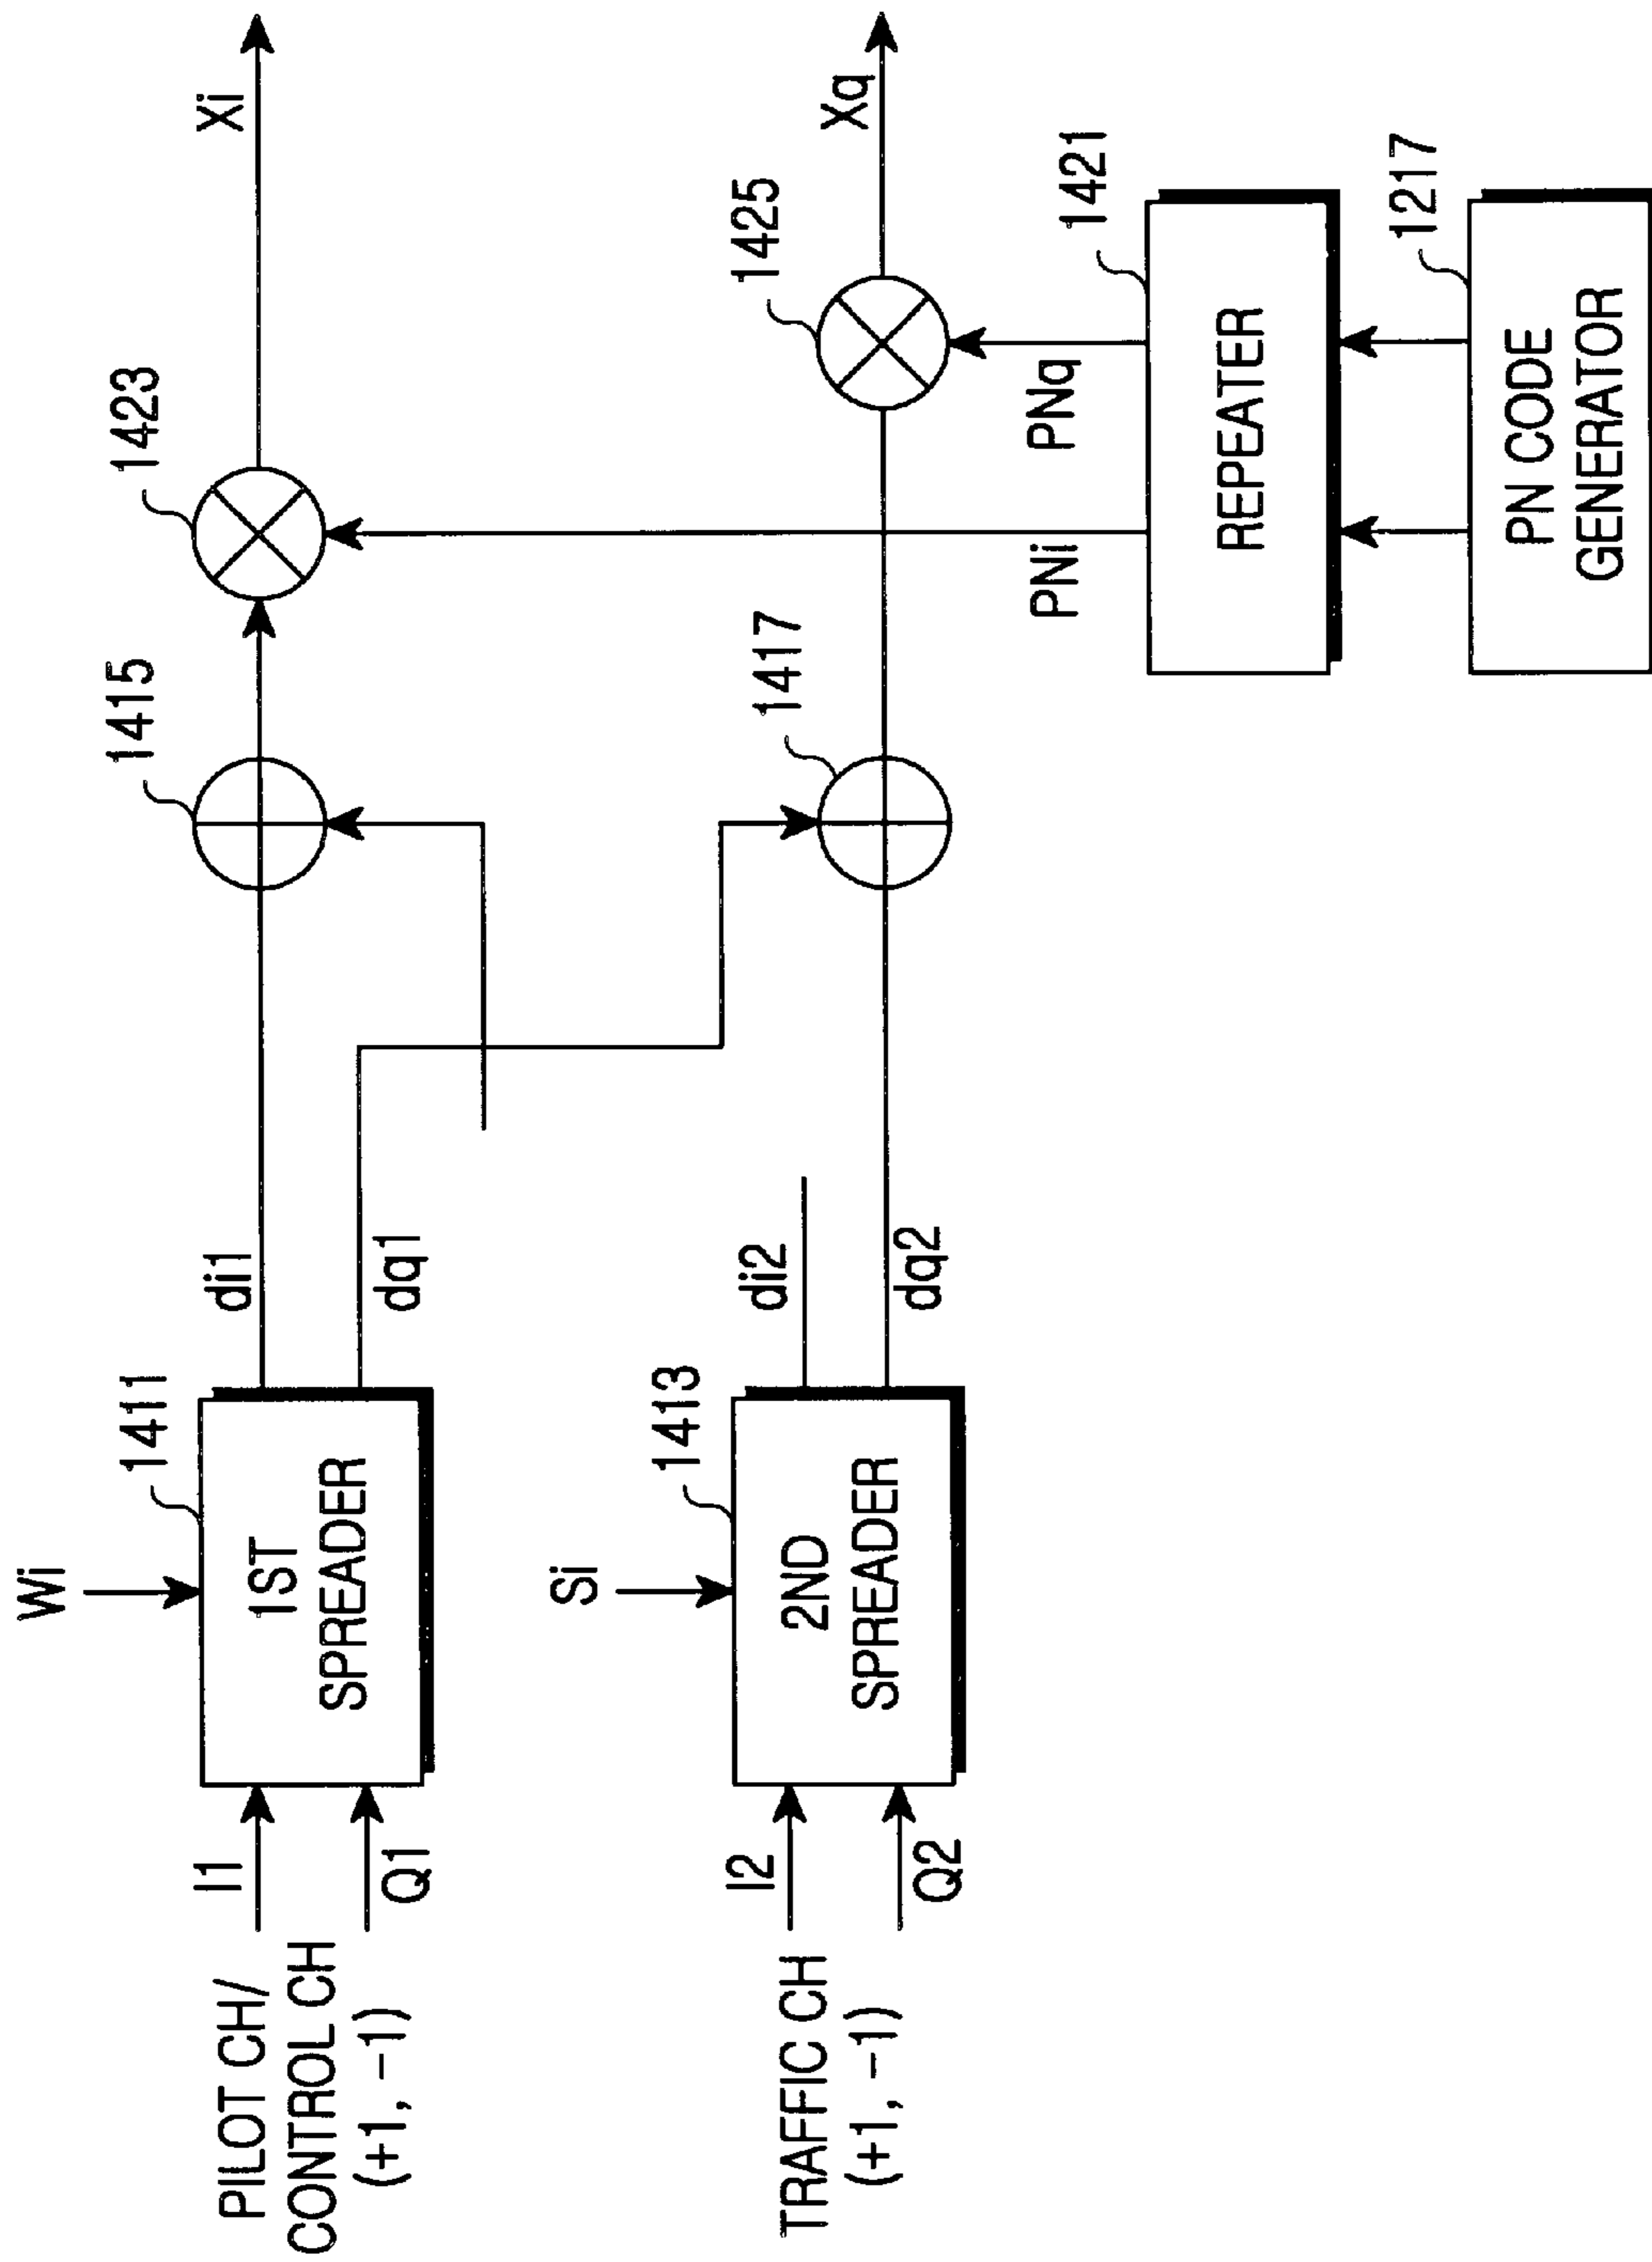 PILOT CH/
CONTROL CH
(+1, -1)
I1
Q1
Wi
1411
1ST
SPREADER
di1
dq1
1415
1423
Xi
TRAFFIC CH
(+1, -1)
I2
Q2
Si
1413
2ND
SPREADER
di2
dq2
1417
1425
Xq
PNi
PNq
1421
REPEATER
1217
PN CODE
GENERATOR